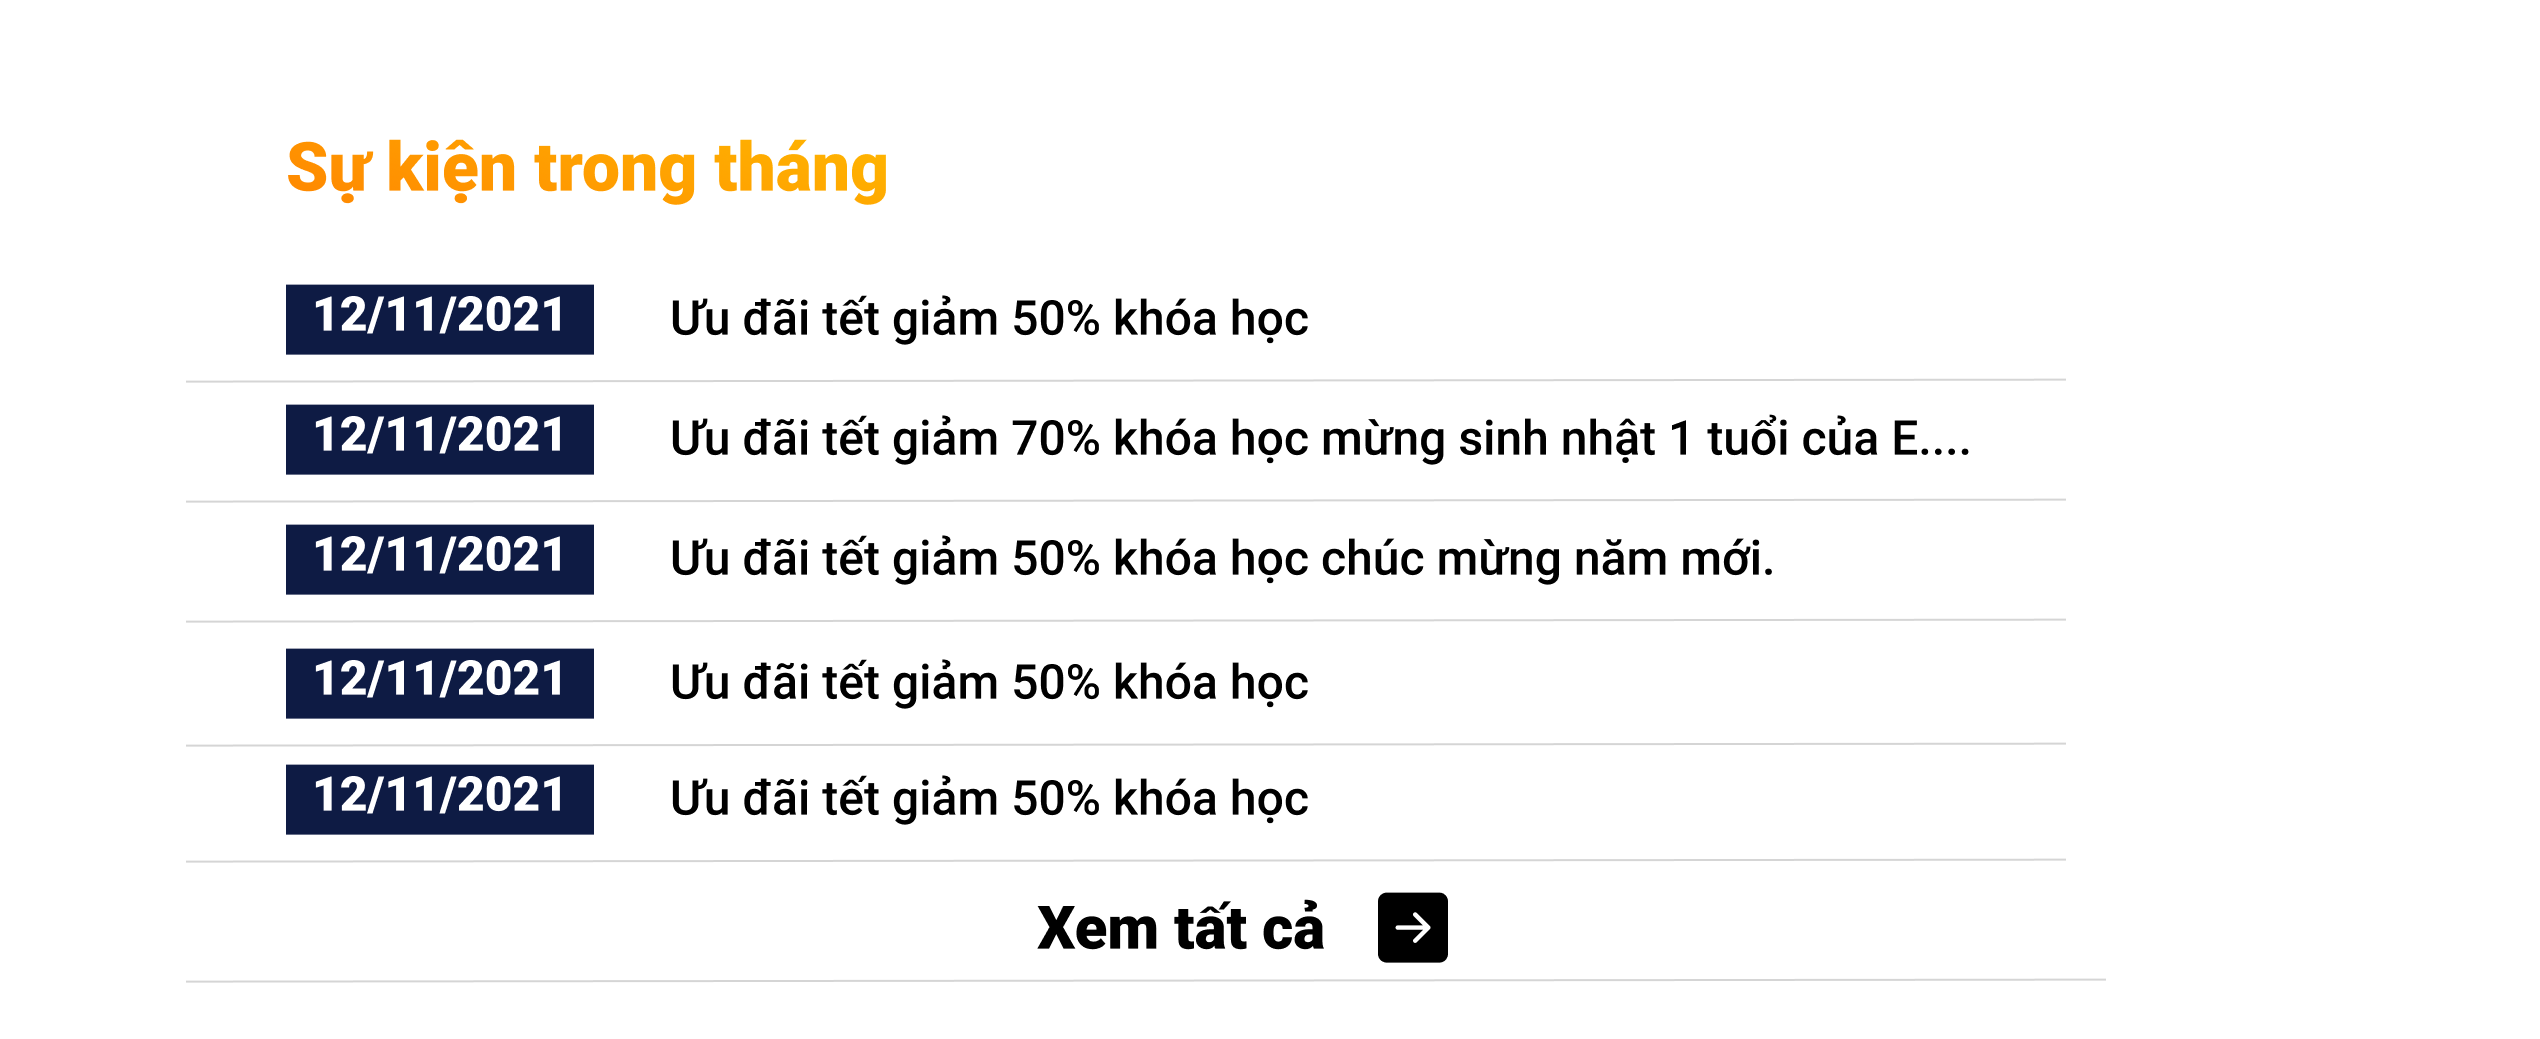 Sự kiện trong tháng
12/11/2021 Ưu đãi tết giảm 50% khóa học
12/11/2021 Ưu đãi tết giảm 70% khóa học mừng sinh nhật 1 tuổi của E....
12/11/2021 Ưu đãi tết giảm 50% khóa học chúc mừng năm mới.
12/11/2021 Ưu đãi tết giảm 50% khóa học
12/11/2021 Ưu đãi tết giảm 50% khóa học
Xem tất cả